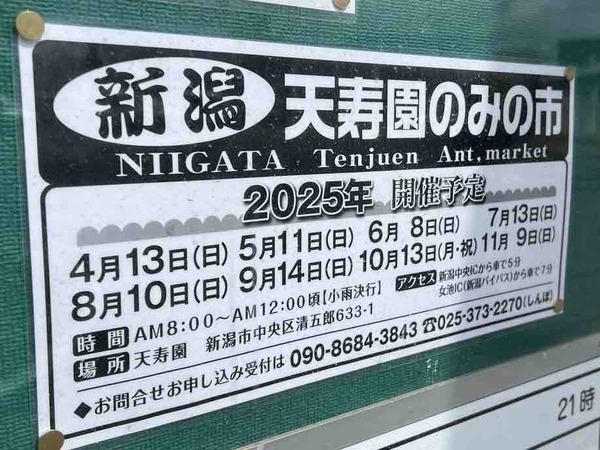 新潟 天寿園のみの市
NIIGATA Tenjuen Ant,market
2025年 開催予定
4月13日(日) 5月11日(日) 6月 8日(日) 7月13日(日)
8月10日(日) 9月14日(日) 10月13日(月・祝) 11月 9日(日)
時間 AM8:00〜AM12:00頃【小雨決行】
アクセス 新潟中央ICから車で5分
女池IC(新潟バイパス)から車で7分
場所 天寿園 新潟市中央区清五郎633-1
◆お問合せお申し込み受付は 090-8684-3843 ☎025-373-2270(しんぽ)
21時